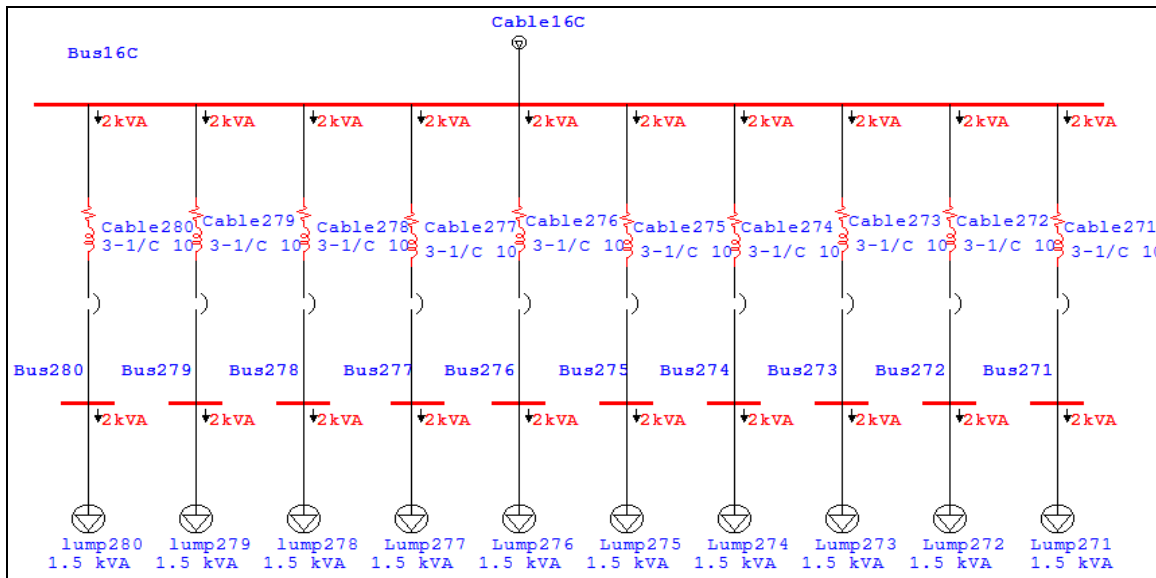 Cable16C
Bus16C
2kVA 2kVA 2kVA 2kVA 2kVA 2kVA 2kVA 2kVA 2kVA 2kVA
Cable280 Cable279 Cable278 Cable277 Cable276 Cable275 Cable274 Cable273 Cable272 Cable271
3-1/C 10 3-1/C 10 3-1/C 10 3-1/C 10 3-1/C 10 3-1/C 10 3-1/C 10 3-1/C 10 3-1/C 10 3-1/C 10
Bus280 Bus279 Bus278 Bus277 Bus276 Bus275 Bus274 Bus273 Bus272 Bus271
2kVA 2kVA 2kVA 2kVA 2kVA 2kVA 2kVA 2kVA 2kVA 2kVA
lump280 lump279 lump278 Lump277 Lump276 Lump275 Lump274 Lump273 Lump272 Lump271
1.5 kVA 1.5 kVA 1.5 kVA 1.5 kVA 1.5 kVA 1.5 kVA 1.5 kVA 1.5 kVA 1.5 kVA 1.5 kVA